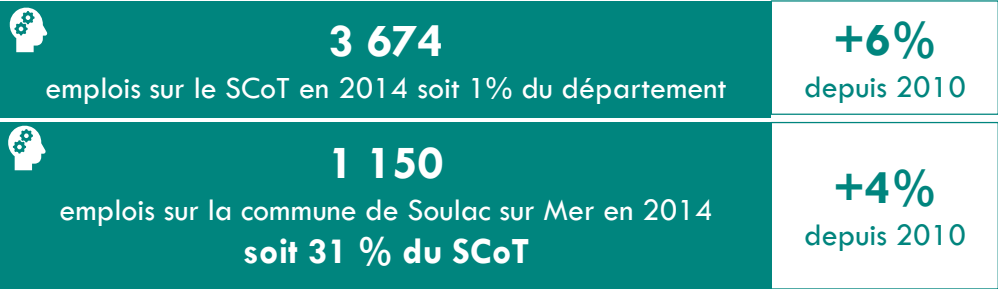 3 674
emplois sur le SCoT en 2014 soit 1% du département
+6%
depuis 2010
1 150
emplois sur la commune de Soulac sur Mer en 2014
soit 31 % du SCoT
+4%
depuis 2010